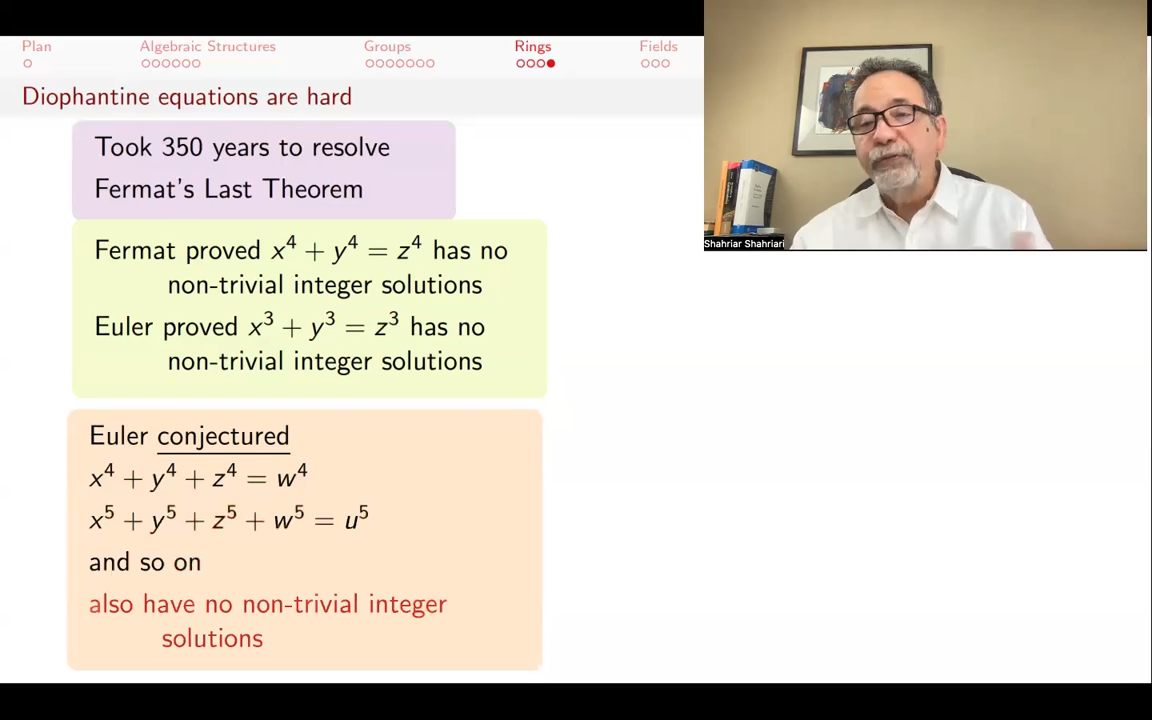 Plan Algebraic Structures Groups Rings Fields
Diophantine equations are hard
Took 350 years to resolve
Fermat's Last Theorem
Fermat proved x⁴ + y⁴ = z⁴ has no
non-trivial integer solutions
Euler proved x³ + y³ = z³ has no
non-trivial integer solutions
Euler conjectured
x⁴ + y⁴ + z⁴ = w⁴
x⁵ + y⁵ + z⁵ + w⁵ = u⁵
and so on
also have no non-trivial integer
solutions
Shahriar Shahriari